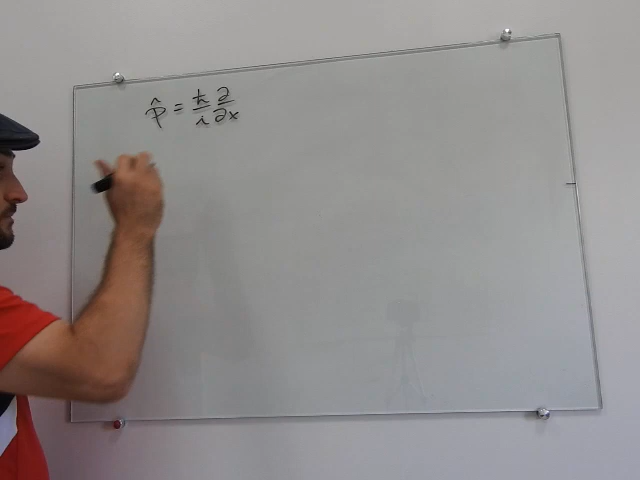 p̂ = ħ/i ∂/∂x